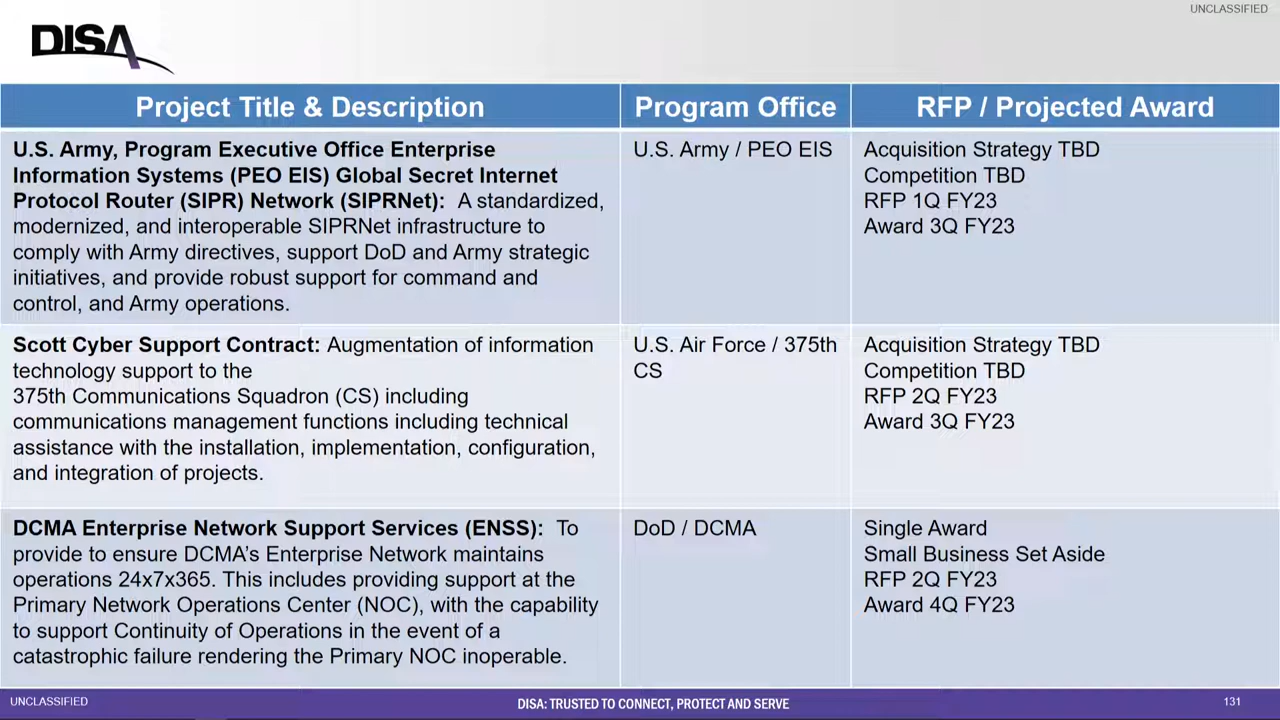 UNCLASSIFIED
DISA
Project Title & Description
Program Office
RFP / Projected Award
U.S. Army, Program Executive Office Enterprise
Information Systems (PEO EIS) Global Secret Internet
Protocol Router (SIPR) Network (SIPRNet): A standardized,
modernized, and interoperable SIPRNet infrastructure to
comply with Army directives, support DoD and Army strategic
initiatives, and provide robust support for command and
control, and Army operations.
U.S. Army / PEO EIS
Acquisition Strategy TBD
Competition TBD
RFP 1Q FY23
Award 3Q FY23
Scott Cyber Support Contract: Augmentation of information
technology support to the
375th Communications Squadron (CS) including
communications management functions including technical
assistance with the installation, implementation, configuration,
and integration of projects.
U.S. Air Force / 375th
CS
Acquisition Strategy TBD
Competition TBD
RFP 2Q FY23
Award 3Q FY23
DCMA Enterprise Network Support Services (ENSS): To
provide to ensure DCMA’s Enterprise Network maintains
operations 24x7x365. This includes providing support at the
Primary Network Operations Center (NOC), with the capability
to support Continuity of Operations in the event of a
catastrophic failure rendering the Primary NOC inoperable.
DoD / DCMA
Single Award
Small Business Set Aside
RFP 2Q FY23
Award 4Q FY23
UNCLASSIFIED
DISA: TRUSTED TO CONNECT, PROTECT AND SERVE
131